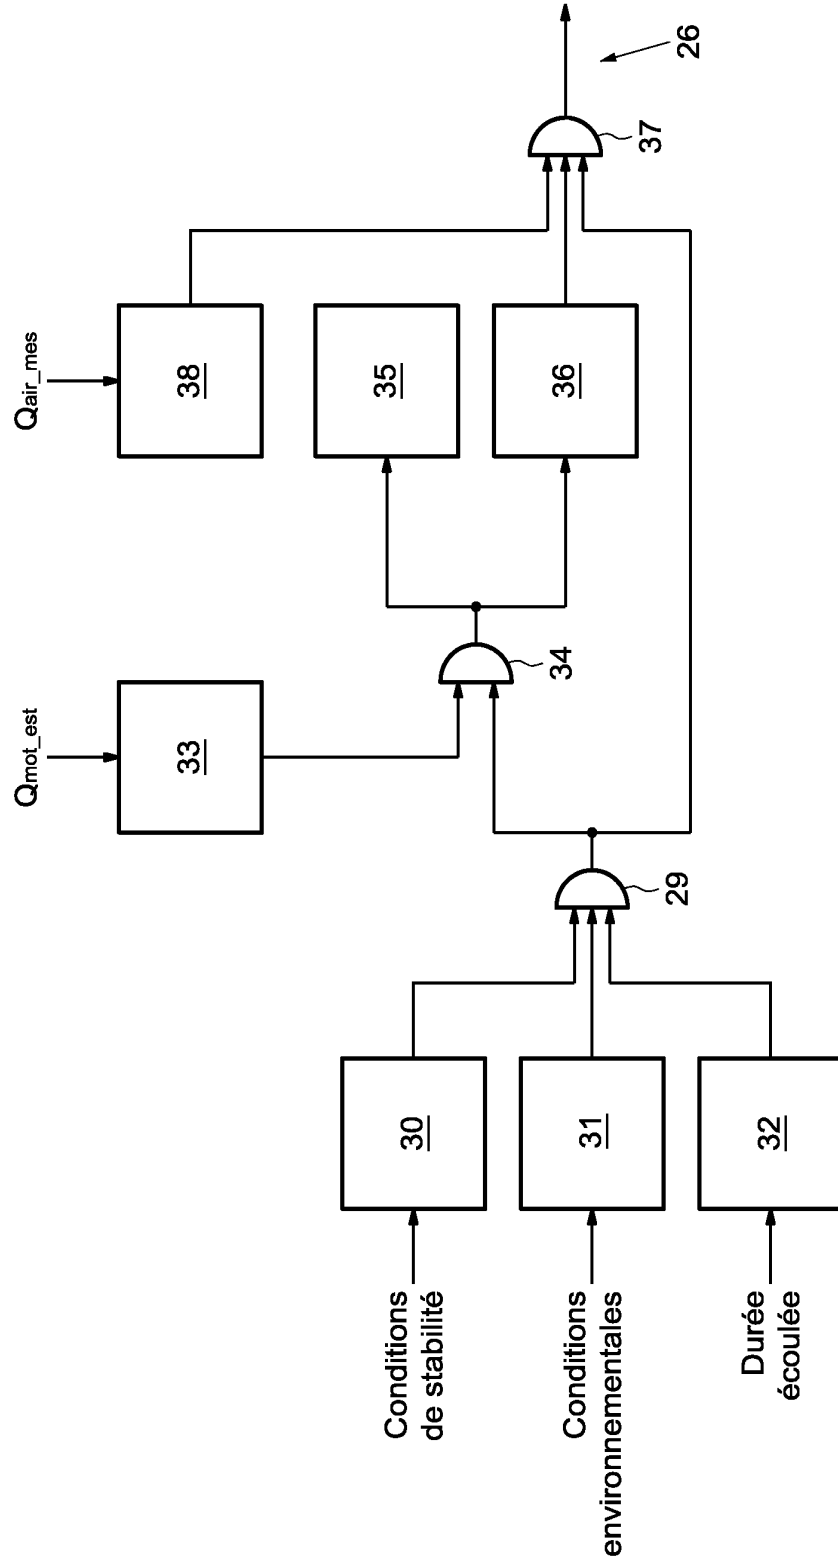 Conditions
de stabilité
Conditions
environnementales
Durée
écoulée
30
31
32
29
Qmot_est
33
34
Qair_mes
38
35
36
37
26